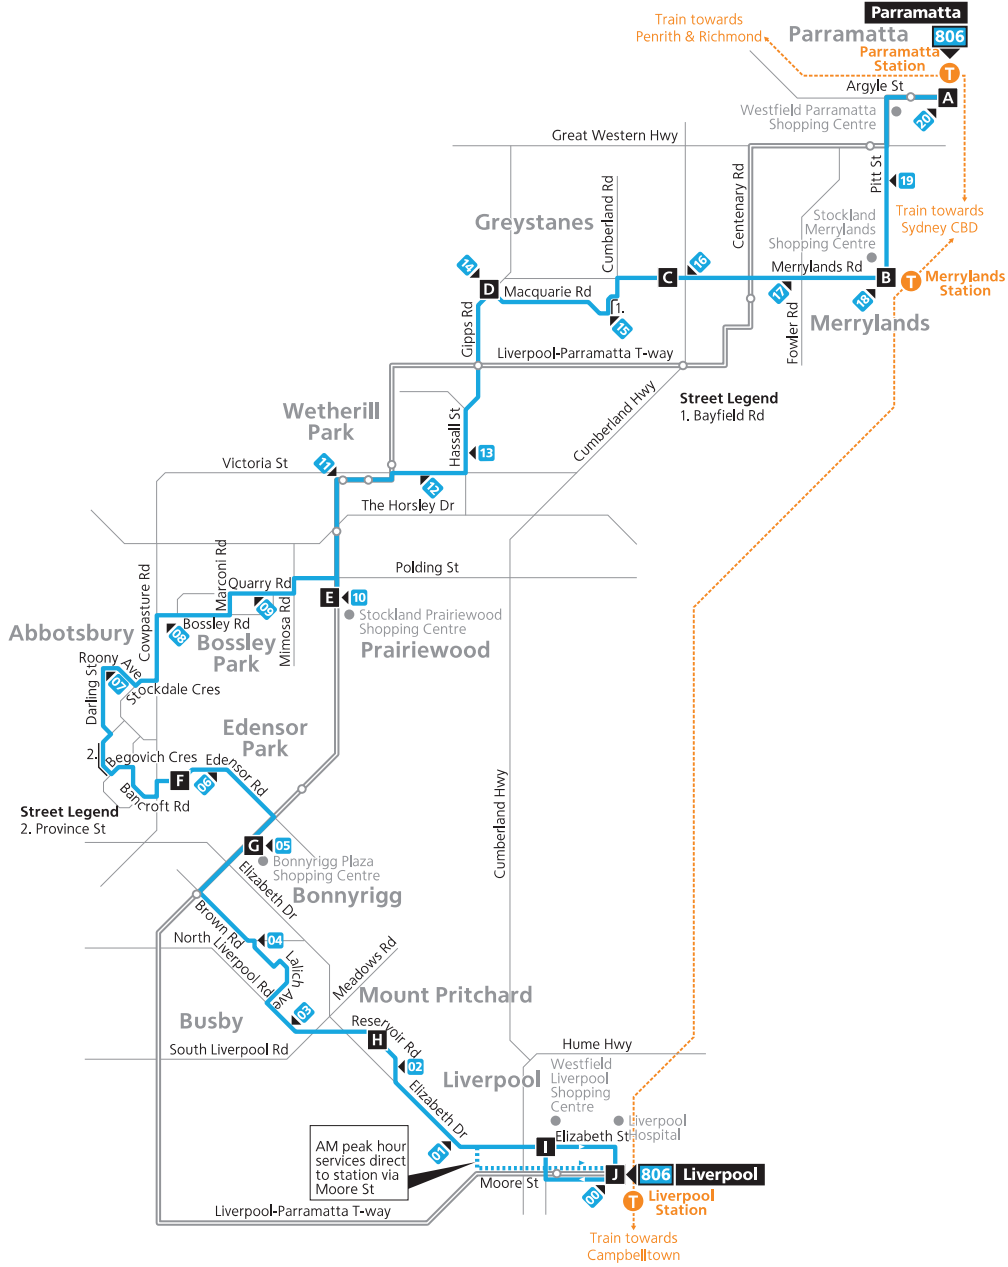 Parramatta
806
Train towards
Penrith & Richmond
Parramatta
Parramatta
Station
T
Argyle St
A
20
Westfield Parramatta
Shopping Centre
Great Western Hwy
Pitt St
19
Centenary Rd
Cumberland Rd
Greystanes
Train towards
Sydney CBD
Stockland
Merrylands
Shopping Centre
14
16
Merrylands Rd
B
T
Merrylands
Station
C
D
Macquarie Rd
17
18
1.
15
Merrylands
Gipps Rd
Fowler Rd
Liverpool-Parramatta T-way
Cumberland Hwy
Street Legend
1. Bayfield Rd
Wetherill
Park
Hassall St
13
Victoria St
11
12
The Horsley Dr
Cowpasture Rd
Marconi Rd
Polding St
Quarry Rd
E
10
09
Mimosa Rd
Stockland Prairiewood
Shopping Centre
Bossley Rd
08
Abbotsbury
Bossley
Park
Prairiewood
Roony Ave
07
Stockdale Cres
Darling St
Edensor
Park
2.
Begovich Cres
Edensor Rd
F
06
Bancroft Rd
Cumberland Hwy
Street Legend
2. Province St
G
05
Bonnyrigg Plaza
Shopping Centre
Elizabeth Dr
Bonnyrigg
Brown Rd
North Liverpool Rd
04
Lalich Ave
Meadows Rd
Mount Pritchard
03
Busby
Reservoir Rd
H
South Liverpool Rd
Hume Hwy
02
Liverpool
Westfield
Liverpool
Shopping
Centre
Elizabeth Dr
Liverpool
Hospital
Elizabeth St
01
I
AM peak hour
services direct
to station via
Moore St
J
806
Liverpool
Moore St
00
T
Liverpool
Station
Liverpool-Parramatta T-way
Train towards
Campbelltown